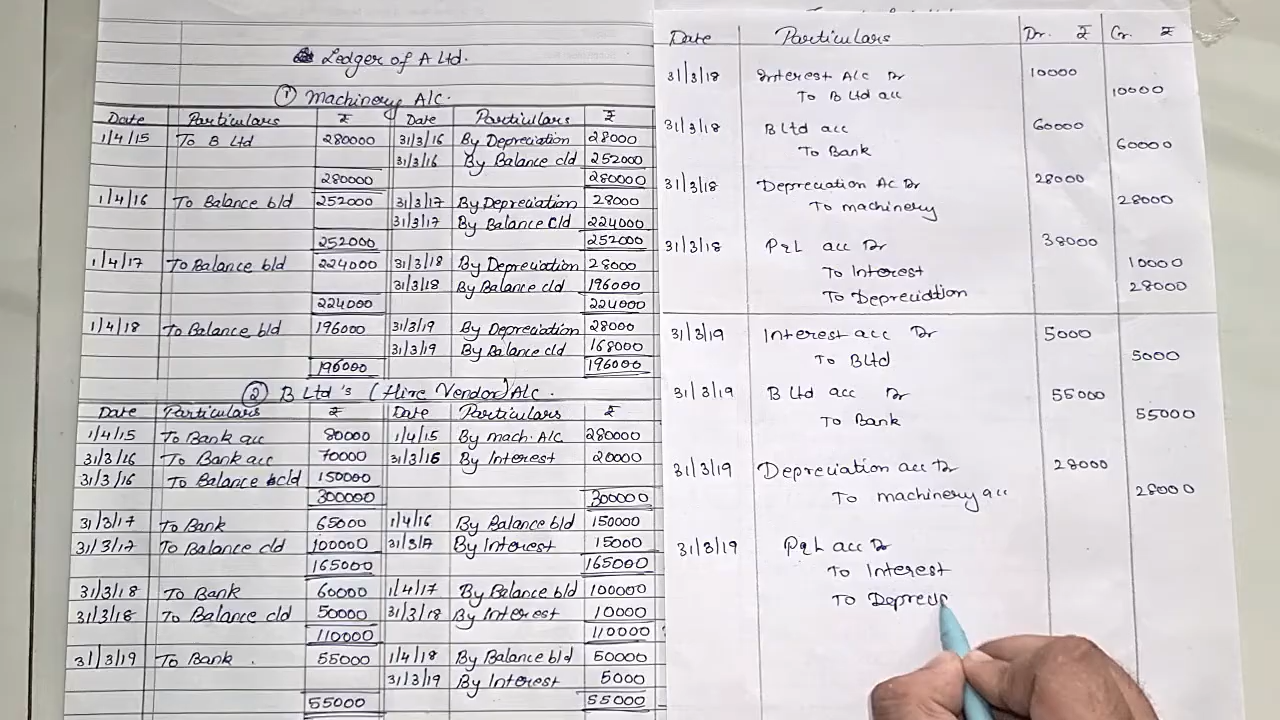 Ledger of A Ltd.
① Machinery A/c.
Date Particulars ₹ Date Particulars ₹
1/4/15 To B Ltd 280000 31/3/16 By Depreciation 28000
31/3/16 By Balance c/d 252000
280000 280000
1/4/16 To Balance b/d 252000 31/3/17 By Depreciation 28000
31/3/17 By Balance c/d 224000
252000 252000
1/4/17 To Balance b/d 224000 31/3/18 By Depreciation 28000
31/3/18 By Balance c/d 196000
224000 224000
1/4/18 To Balance b/d 196000 31/3/19 By Depreciation 28000
31/3/19 By Balance c/d 168000
196000 196000
② B Ltd's (Hire Vendor) A/c.
Date Particulars ₹ Date Particulars ₹
1/4/15 To Bank acc 80000 1/4/15 By mach. A/c 280000
31/3/16 To Bank acc 70000 31/3/16 By Interest 20000
31/3/16 To Balance c/d 150000
300000 300000
31/3/17 To Bank 65000 1/4/16 By Balance b/d 150000
31/3/17 To Balance c/d 100000 31/3/17 By Interest 15000
165000 165000
31/3/18 To Bank 60000 1/4/17 By Balance b/d 100000
31/3/18 To Balance c/d 50000 31/3/18 By Interest 10000
110000 110000
31/3/19 To Bank . 55000 1/4/18 By Balance b/d 50000
31/3/19 By Interest 5000
55000 55000
Date Particulars Dr. ₹ Cr. ₹
31/3/18 Interest A/c Dr 10000
To B Ltd acc 10000
31/3/18 B Ltd acc 60000
To Bank 60000
31/3/18 Depreciation Ac Dr 28000
To machinery 28000
31/3/18 P&L acc Dr 38000
To Interest 10000
To Depreciation 28000
31/3/19 Interest acc Dr 5000
To B Ltd 5000
31/3/19 B Ltd acc Dr 55000
To Bank 55000
31/3/19 Depreciation acc Dr 28000
To machinery acc 28000
31/3/19 P&L acc Dr
To Interest
To Deprec